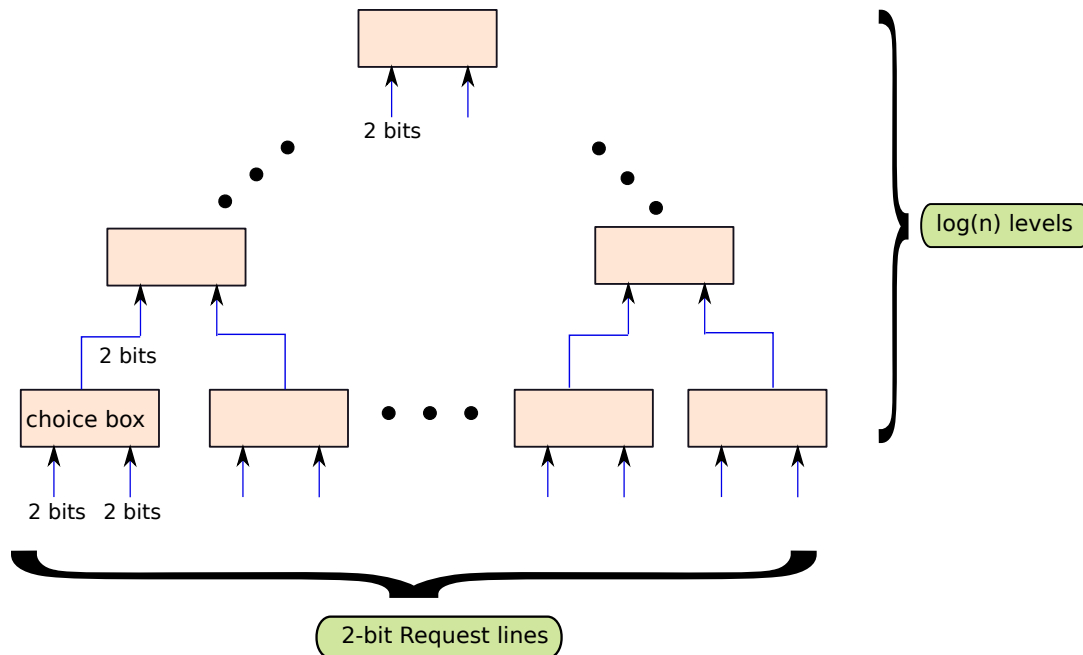 2 bits
log(n) levels
2 bits
choice box
2 bits
2 bits
2-bit Request lines